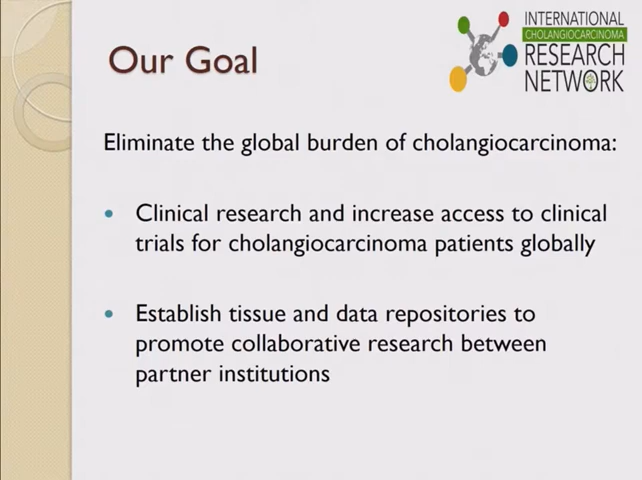 Our Goal
INTERNATIONAL
CHOLANGIOCARCINOMA
RESEARCH
NETWORK
Eliminate the global burden of cholangiocarcinoma:
• Clinical research and increase access to clinical
trials for cholangiocarcinoma patients globally
• Establish tissue and data repositories to
promote collaborative research between
partner institutions